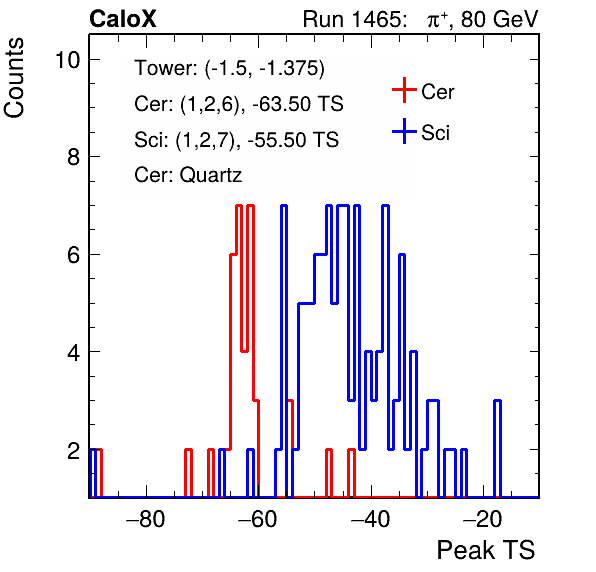 CaloX Run 1465: π⁺, 80 GeV
Counts
Tower: (-1.5, -1.375)
Cer: (1,2,6), -63.50 TS
Sci: (1,2,7), -55.50 TS
Cer: Quartz
Cer
Sci
10
8
6
4
2
−80 −60 −40 −20
Peak TS